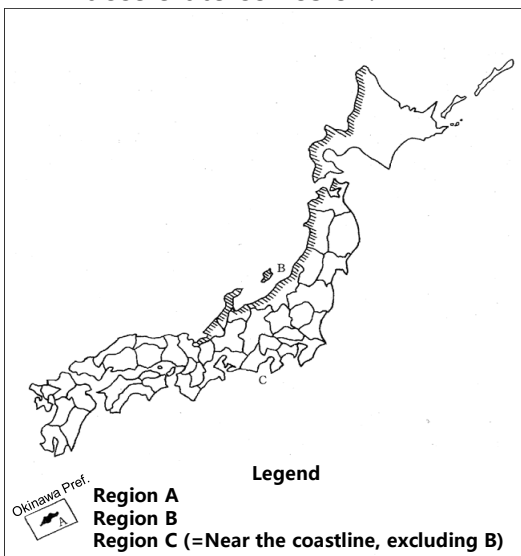 B
C
Legend
Okinawa Pref.
A
Region A
Region B
Region C (=Near the coastline, excluding B)